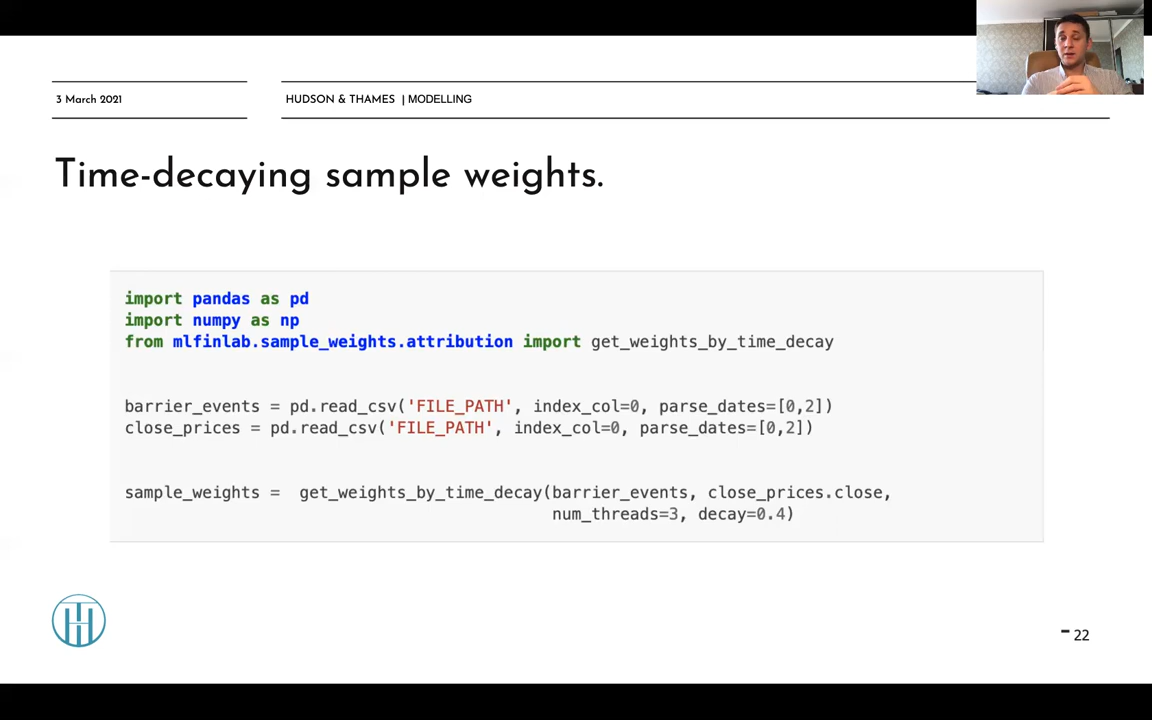 3 March 2021
HUDSON & THAMES | MODELLING
Time-decaying sample weights.
import pandas as pd
import numpy as np
from mlfinlab.sample_weights.attribution import get_weights_by_time_decay
barrier_events = pd.read_csv('FILE_PATH', index_col=0, parse_dates=[0,2])
close_prices = pd.read_csv('FILE_PATH', index_col=0, parse_dates=[0,2])
sample_weights =  get_weights_by_time_decay(barrier_events, close_prices.close,
num_threads=3, decay=0.4)
- 22